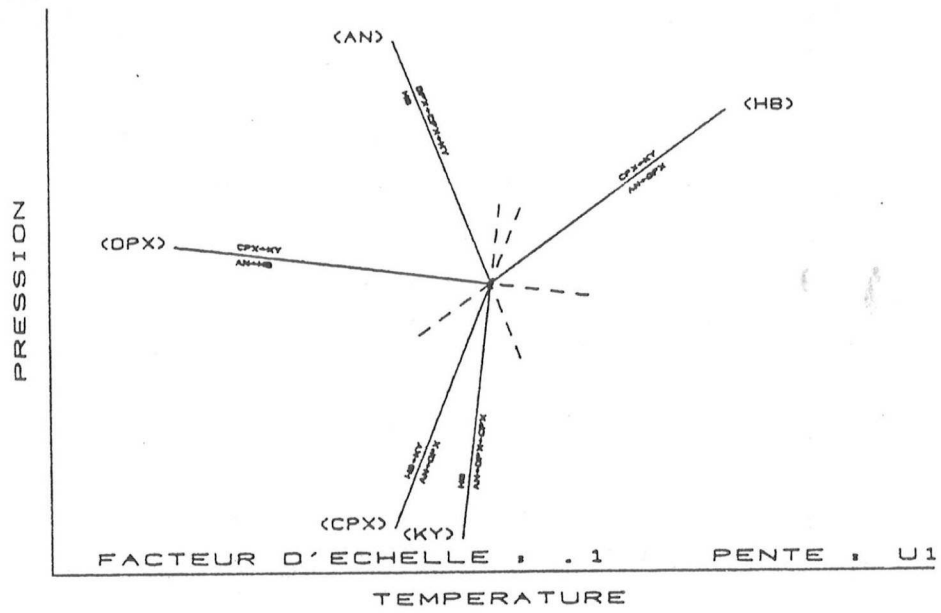 (AN)
(HB)
OPX+CPX+KY
HB
CPX+KY
AN+OPX
(OPX)
CPX+KY
AN+HB
PRESSION
HB+KY
AN+OPX
HB
AN+OPX+CPX
(CPX) (KY)
FACTEUR D'ECHELLE : .1 PENTE : U1
TEMPERATURE